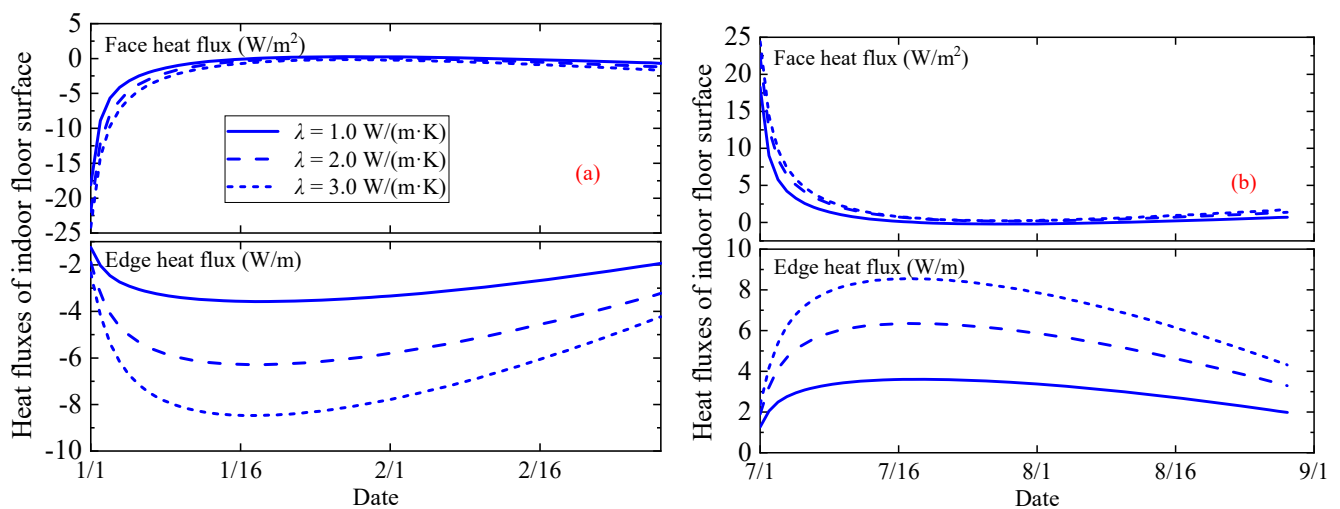 Heat fluxes of indoor floor surface
5
0
-5
-10
-15
-20
-25
Face heat flux (W/m²)
λ = 1.0 W/(m·K)
λ = 2.0 W/(m·K)
λ = 3.0 W/(m·K)
(a)
-2
-4
-6
-8
-10
Edge heat flux (W/m)
1/1 1/16 2/1 2/16
Date
Heat fluxes of indoor floor surface
25
20
15
10
5
0
Face heat flux (W/m²)
(b)
10
8
6
4
2
0
Edge heat flux (W/m)
7/1 7/16 8/1 8/16 9/1
Date